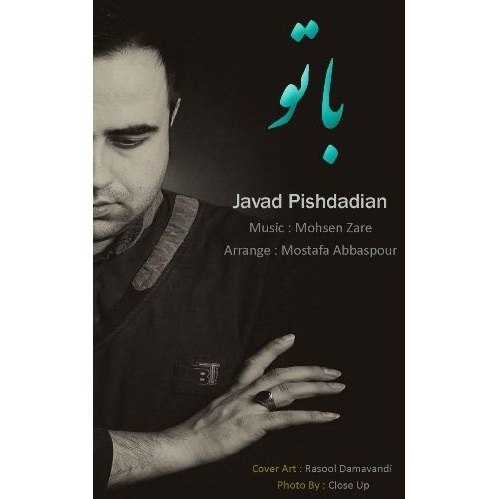 با تو
Javad Pishdadian
Music : Mohsen Zare
Arrange : Mostafa Abbaspour
Cover Art : Rasool Damavandi
Photo By : Close Up